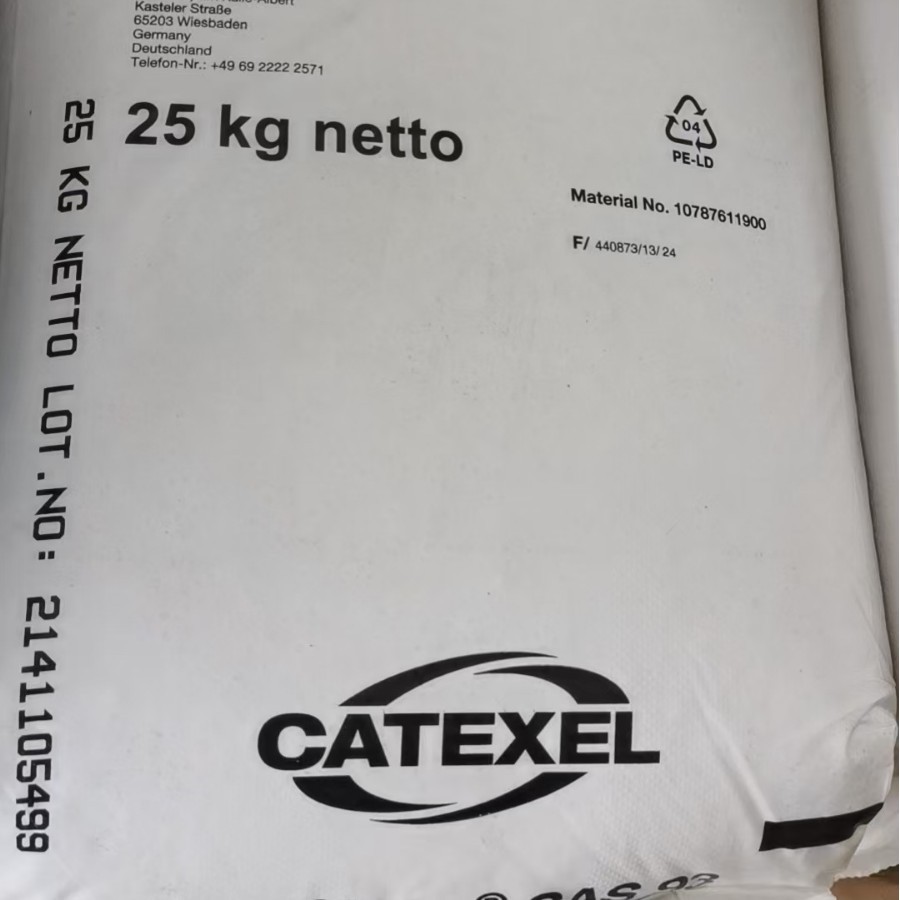 Kasteler Straße
65203 Wiesbaden
Germany
Deutschland
Telefon-Nr.: +49 69 2222 2571
25 kg netto
04
PE-LD
Material No. 10787611900
F/ 440873/13/24
25 KG NETTO LOT.NO: 2141105499
CATEXEL